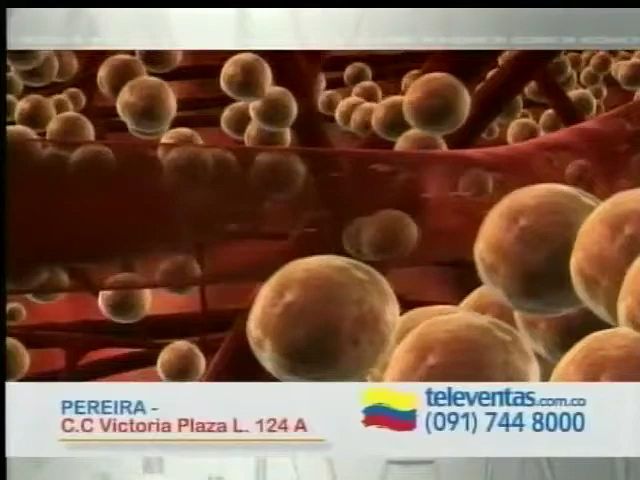 PEREIRA -
C.C Victoria Plaza L. 124 A
televentas.com.co
(091) 744 8000